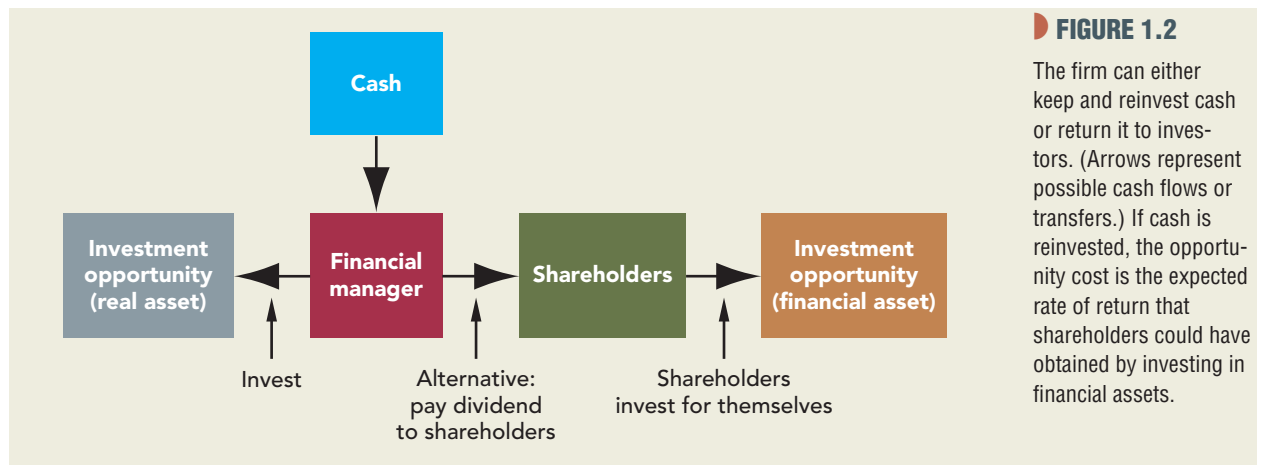 Cash
Investment
opportunity
(real asset)
Financial
manager
Shareholders
Investment
opportunity
(financial asset)
Invest
Alternative:
pay dividend
to shareholders
Shareholders
invest for themselves
FIGURE 1.2
The firm can either
keep and reinvest cash
or return it to inves-
tors. (Arrows represent
possible cash flows or
transfers.) If cash is
reinvested, the opportu-
nity cost is the expected
rate of return that
shareholders could have
obtained by investing in
financial assets.